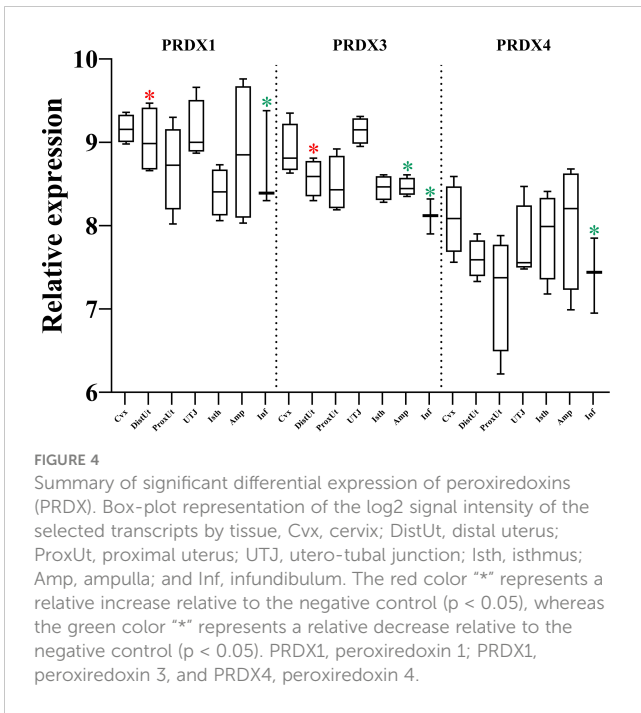 PRDX1 PRDX3 PRDX4
Relative expression
10
9
8
7
6
* * * * * *
Cvx DistUt ProxUt UTJ Isth Amp Inf Cvx DistUt ProxUt UTJ Isth Amp Inf Cvx DistUt ProxUt UTJ Isth Amp Inf
FIGURE 4
Summary of significant differential expression of peroxiredoxins
(PRDX). Box-plot representation of the log2 signal intensity of the
selected transcripts by tissue, Cvx, cervix; DistUt, distal uterus;
ProxUt, proximal uterus; UTJ, utero-tubal junction; Isth, isthmus;
Amp, ampulla; and Inf, infundibulum. The red color “*” represents a
relative increase relative to the negative control (p < 0.05), whereas
the green color “*” represents a relative decrease relative to the
negative control (p < 0.05). PRDX1, peroxiredoxin 1; PRDX1,
peroxiredoxin 3, and PRDX4, peroxiredoxin 4.